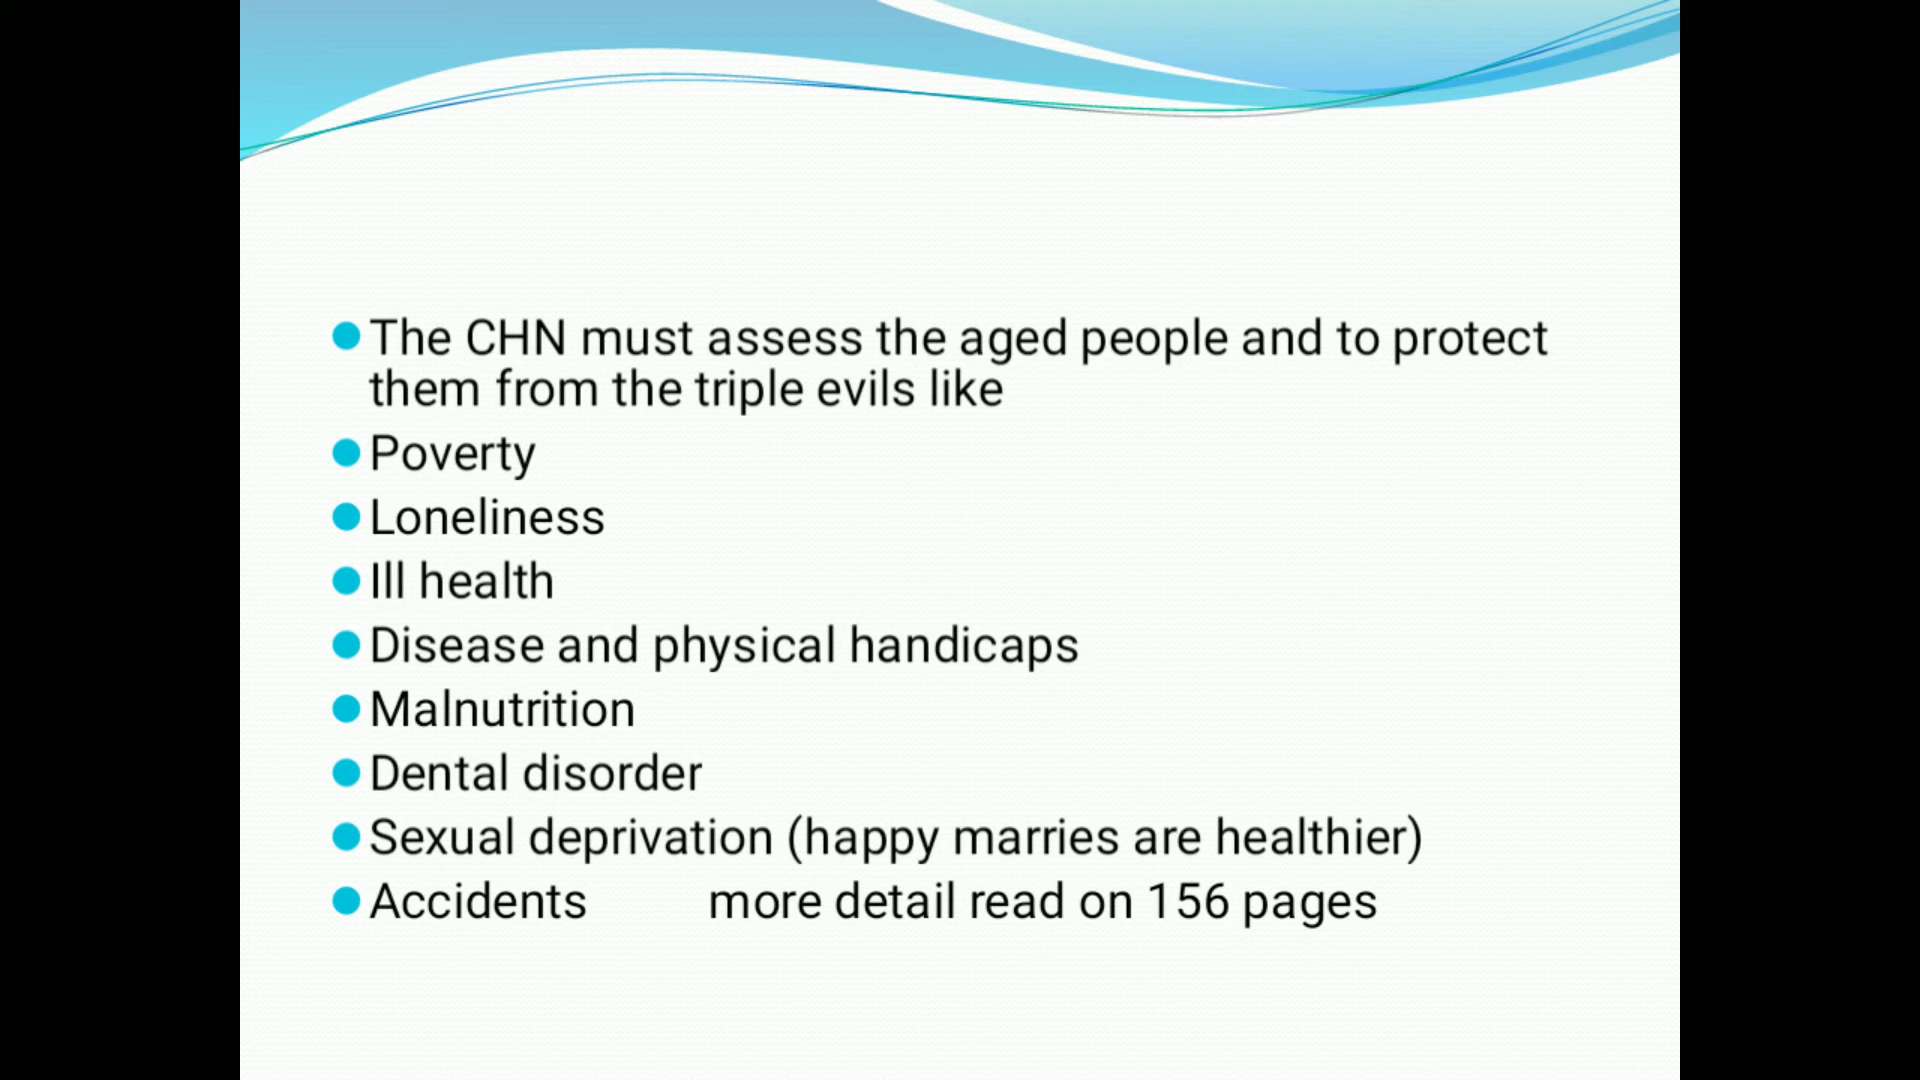 The CHN must assess the aged people and to protect
them from the triple evils like
Poverty
Loneliness
Ill health
Disease and physical handicaps
Malnutrition
Dental disorder
Sexual deprivation (happy marries are healthier)
Accidents more detail read on 156 pages